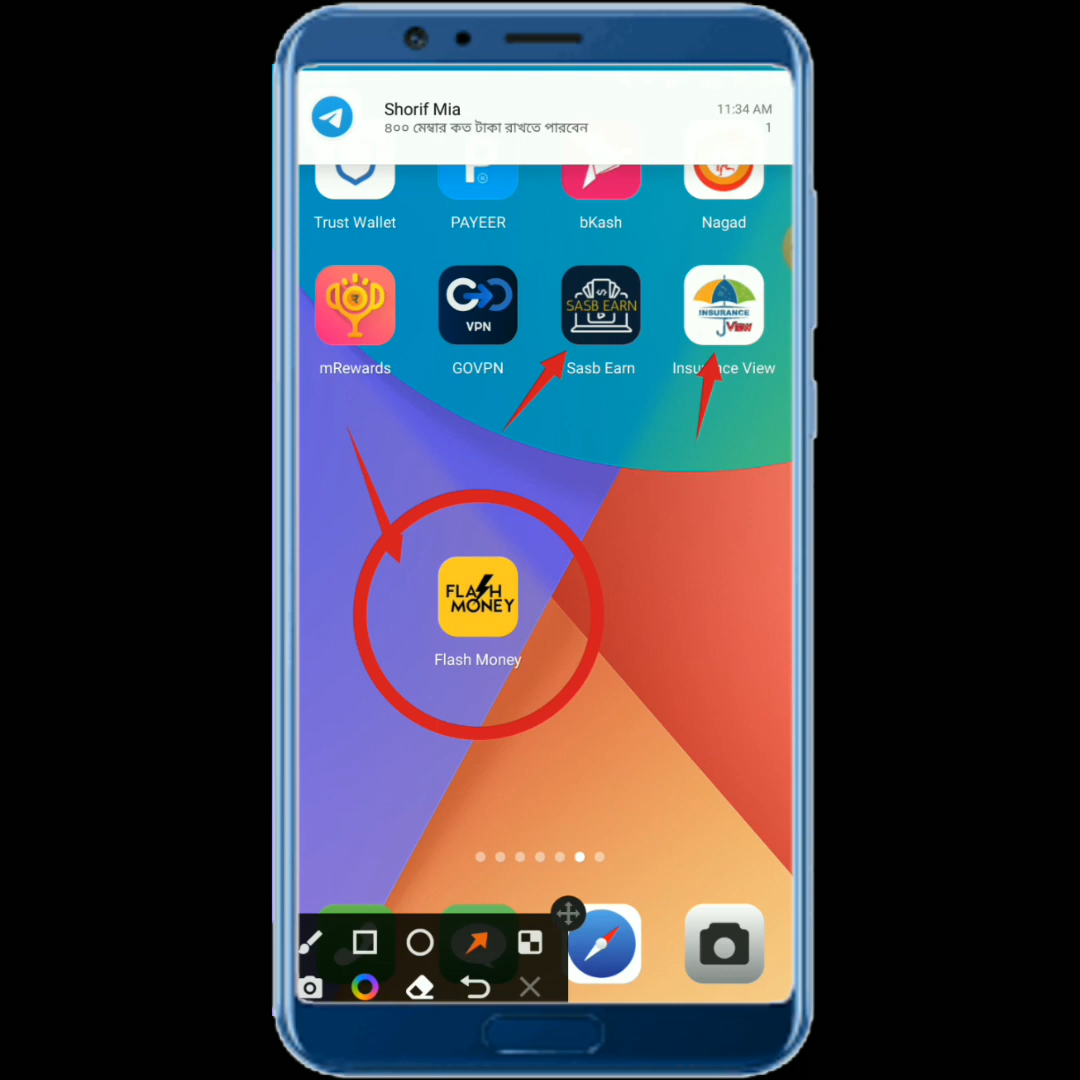 Shorif Mia
11:34 AM
৪০০ মেম্বার কত টাকা রাখতে পারবেন
1
Trust Wallet
PAYEER
bKash
Nagad
VPN
SASB EARN
INSURANCE
View
mRewards
GOVPN
Sasb Earn
Insurance View
FLASH
MONEY
Flash Money